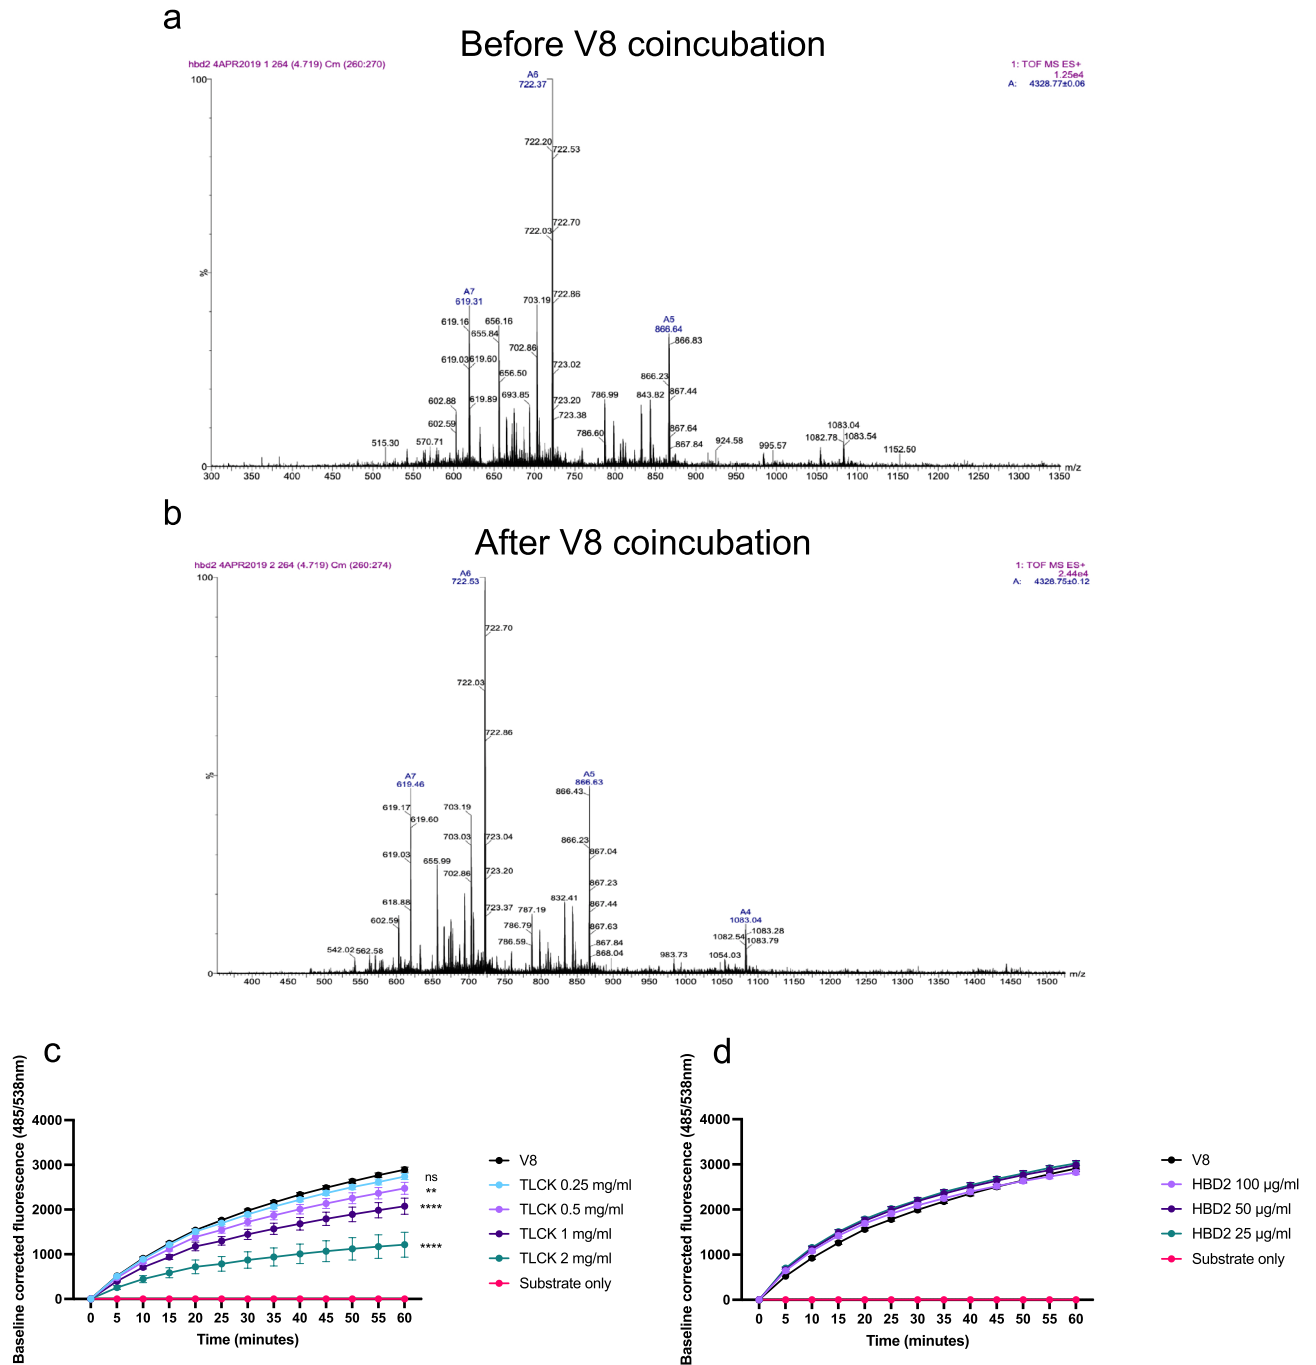 a
Before V8 coincubation
hbd2 4APR2019 1 264 (4.719) Cm (260:270)
1: TOF MS ES+
1.25e4
A: 4328.77±0.06
100
%
0
A6
722.37
722.20
722.53
722.70
722.03
722.86
723.02
723.20
723.38
A7
619.31
619.16
619.03
619.60
619.89
656.16
655.84
656.50
703.19
702.86
693.85
602.88
602.59
515.30
570.71
A5
866.64
866.83
866.23
867.44
867.64
867.84
786.99
786.60
843.82
924.58
995.57
1083.04
1082.78
1083.54
1152.50
300 350 400 450 500 550 600 650 700 750 800 850 900 950 1000 1050 1100 1150 1200 1250 1300 1350
m/z
b
After V8 coincubation
hbd2 4APR2019 2 264 (4.719) Cm (260:274)
1: TOF MS ES+
2.44e4
A: 4328.75±0.12
100
%
0
A6
722.53
722.70
722.03
722.86
723.04
723.20
723.37
A7
619.46
619.17
619.60
619.03
618.88
602.59
542.02
562.58
703.19
703.03
702.86
655.99
A5
866.63
866.43
866.23
867.04
867.23
867.44
867.63
867.84
868.04
832.41
787.19
786.79
786.59
983.73
1054.03
A4
1083.04
1082.54
1083.28
1083.79
400 450 500 550 600 650 700 750 800 850 900 950 1000 1050 1100 1150 1200 1250 1300 1350 1400 1450 1500
m/z
c
Baseline corrected fluorescence (485/538nm)
4000
3000
2000
1000
0
0 5 10 15 20 25 30 35 40 45 50 55 60
Time (minutes)
ns
**
****
****
V8
TLCK 0.25 mg/ml
TLCK 0.5 mg/ml
TLCK 1 mg/ml
TLCK 2 mg/ml
Substrate only
d
Baseline corrected fluorescence (485/538nm)
4000
3000
2000
1000
0
0 5 10 15 20 25 30 35 40 45 50 55 60
Time (minutes)
V8
HBD2 100 µg/ml
HBD2 50 µg/ml
HBD2 25 µg/ml
Substrate only